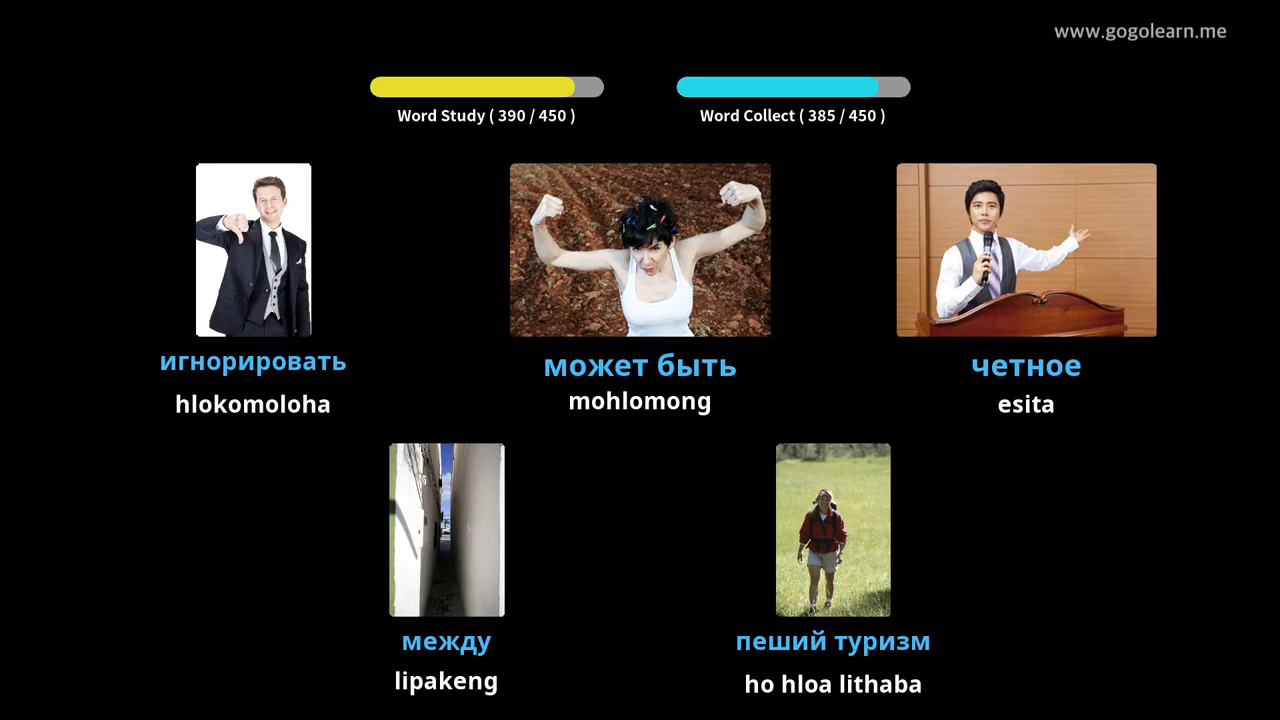 www.gogolearn.me
Word Study ( 390 / 450 )
Word Collect ( 385 / 450 )
игнорировать
hlokomoloha
может быть
mohlomong
четное
esita
между
lipakeng
пеший туризм
ho hloa lithaba